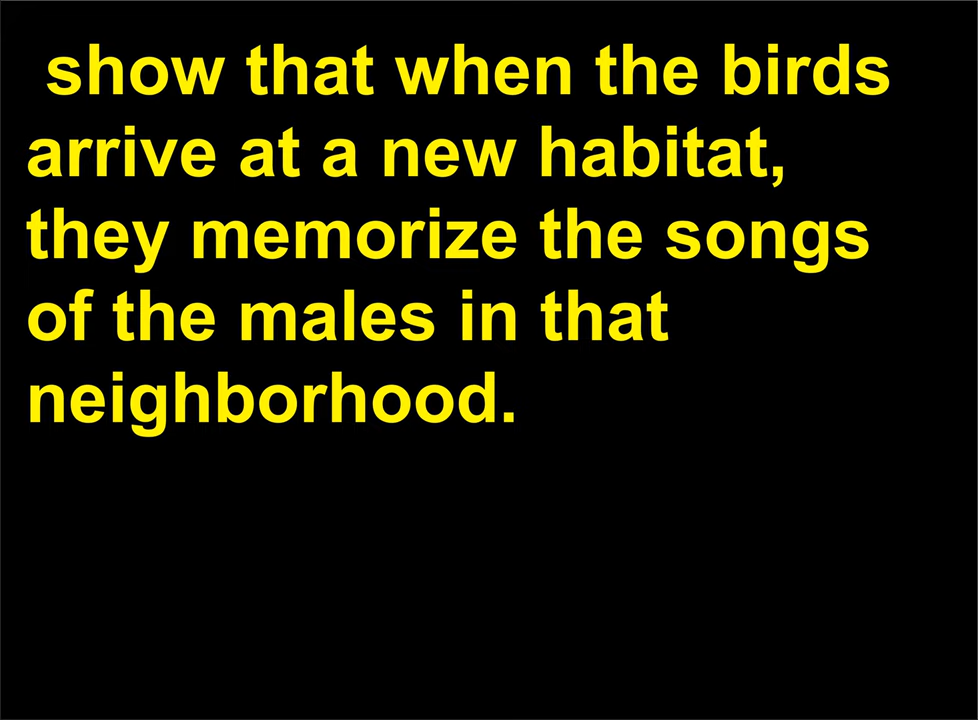 show that when the birds
arrive at a new habitat,
they memorize the songs
of the males in that
neighborhood.